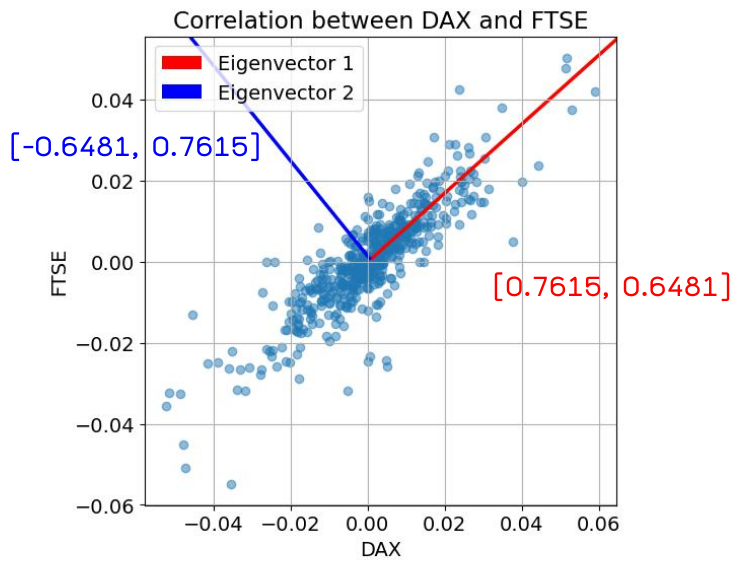 Correlation between DAX and FTSE
Eigenvector 1
Eigenvector 2
[-0.6481, 0.7615]
[0.7615, 0.6481]
0.04
0.02
0.00
−0.02
−0.04
−0.06
FTSE
−0.04
−0.02
0.00
0.02
0.04
0.06
DAX